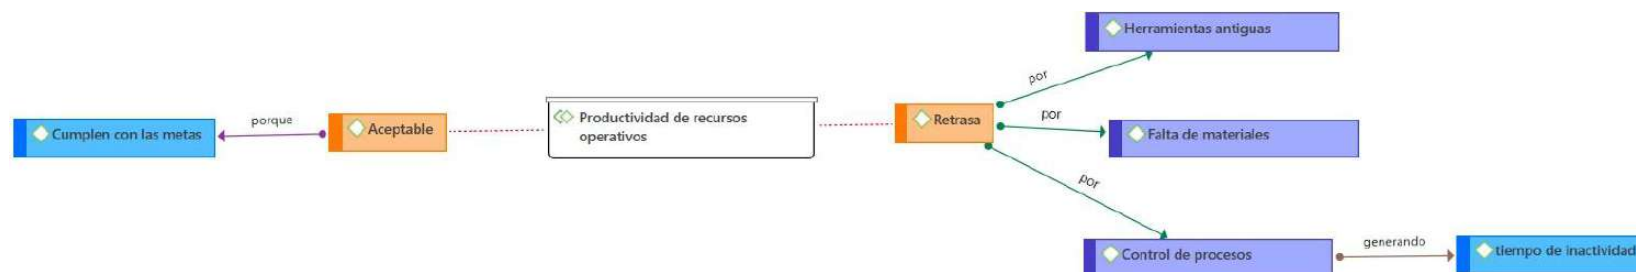 Herramientas antiguas
por
porque
Cumplen con las metas
Aceptable
Productividad de recursos
operativos
Retrasa
por
Falta de materiales
por
Control de procesos
generando
tiempo de inactividad